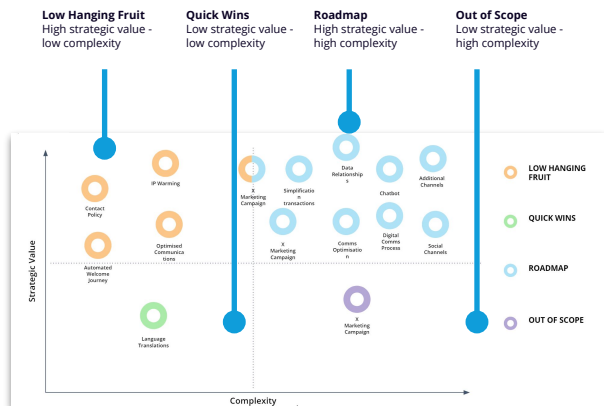 Low Hanging Fruit
High strategic value -
low complexity
Quick Wins
Low strategic value -
low complexity
Roadmap
High strategic value -
high complexity
Out of Scope
Low strategic value -
high complexity
Strategic Value
IP Warming
Contact
Policy
Optimised
Communica
tions
Automated
Welcome
Journey
Language
Translations
X
Marketing
Campaign
Simplificatio
n
transactions
Data
Relationship
s
Chatbot
Additional
Channels
X
Marketing
Campaign
Comms
Optimisatio
n
Digital
Comms
Process
Social
Channels
X
Marketing
Campaign
Complexity
LOW HANGING
FRUIT
QUICK WINS
ROADMAP
OUT OF SCOPE